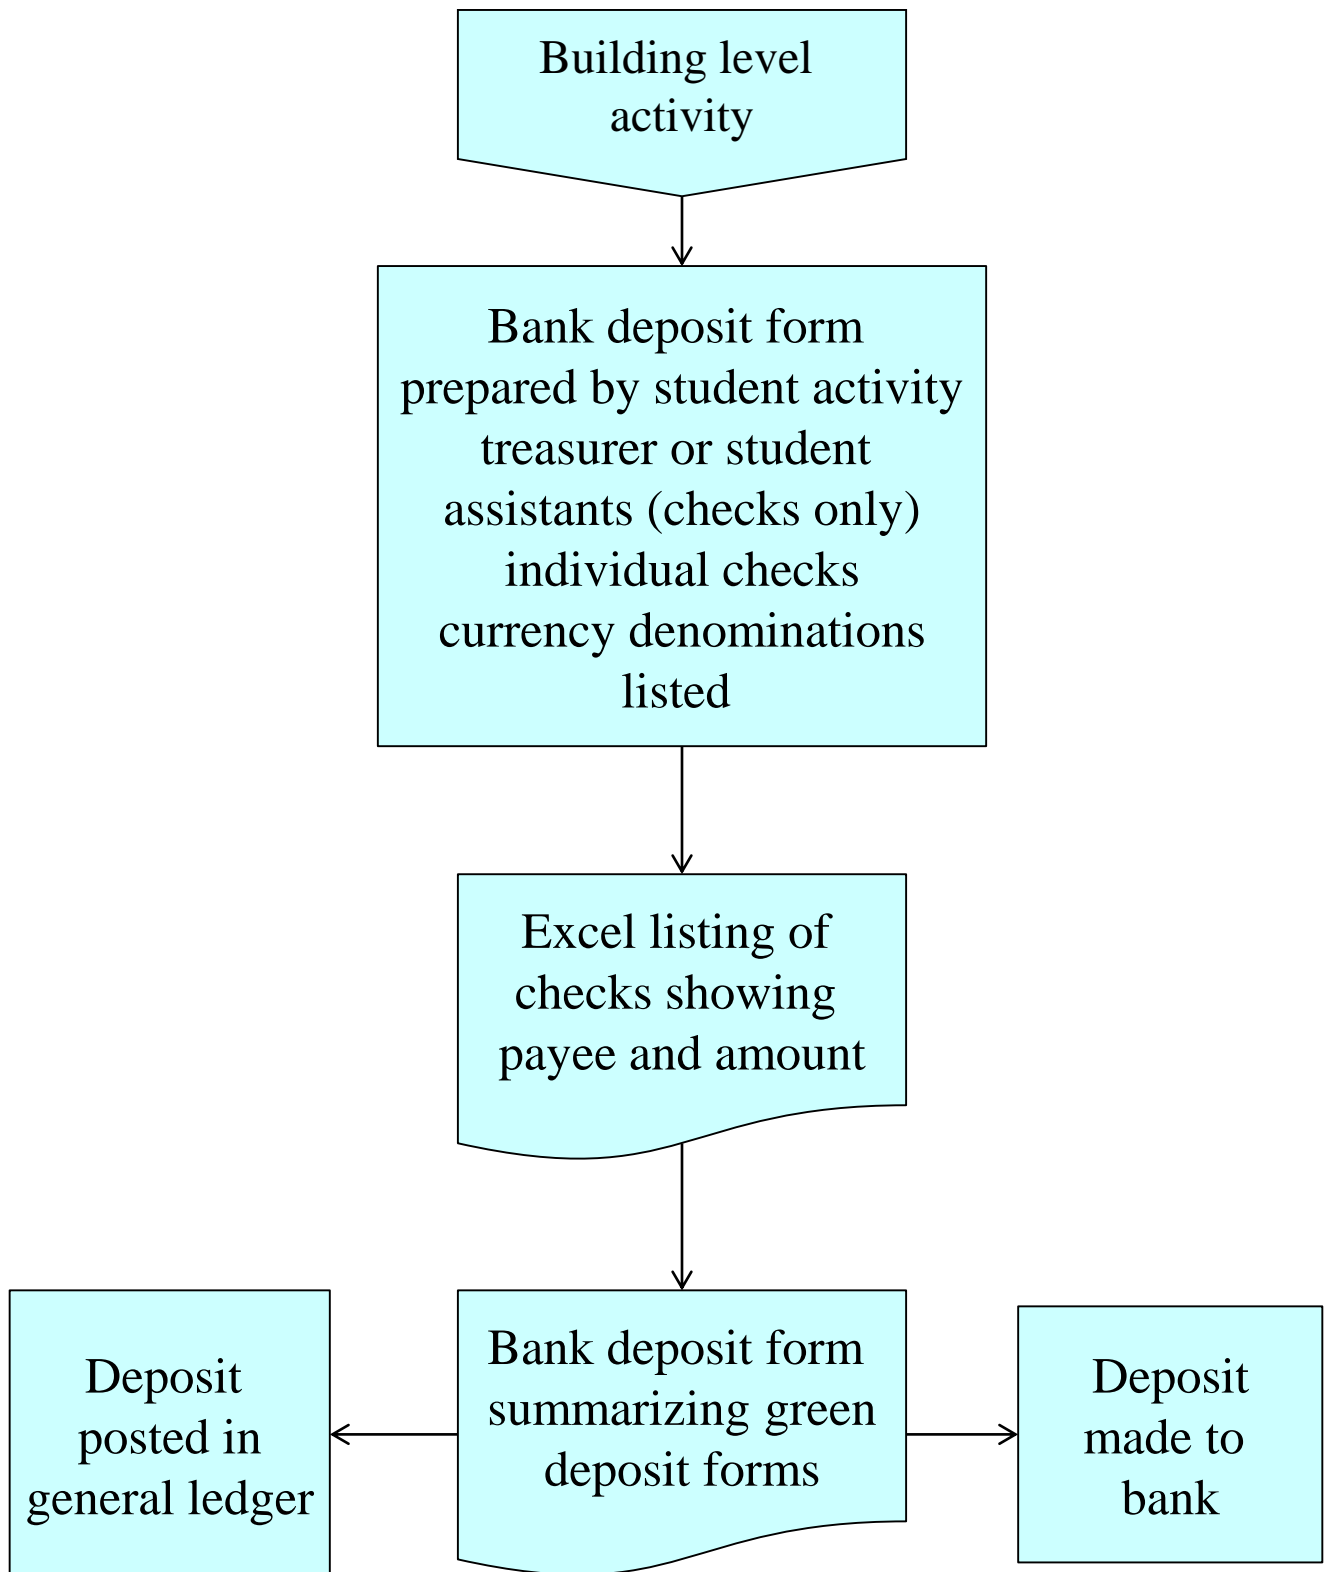 Building level
activity
Bank deposit form
prepared by student activity
treasurer or student
assistants (checks only)
individual checks
currency denominations
listed
Excel listing of
checks showing
payee and amount
Deposit
posted in
general ledger
Bank deposit form
summarizing green
deposit forms
Deposit
made to
bank